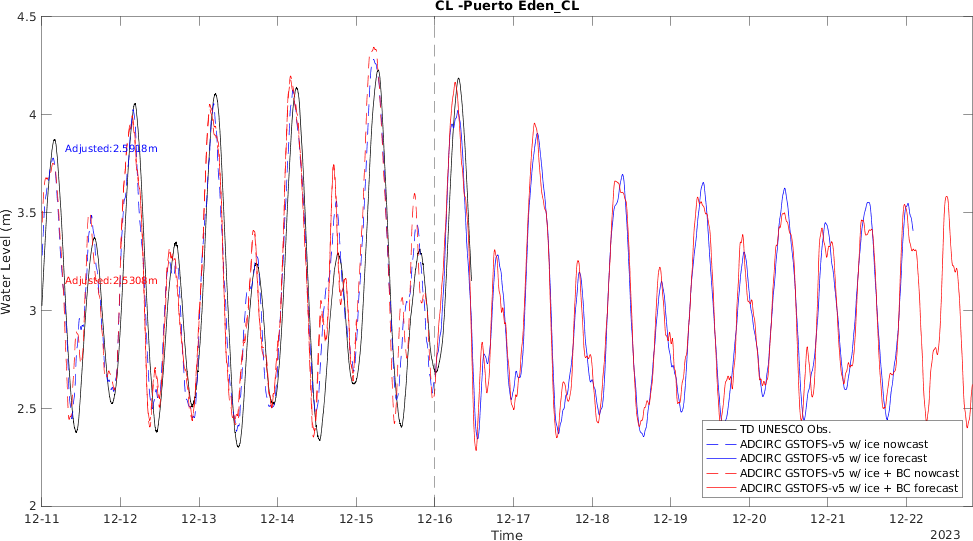 CL -Puerto Eden_CL
4.5
4
3.5
3
2.5
2
Water Level (m)
Adjusted:2.5918m
Adjusted:2.5308m
TD UNESCO Obs.
ADCIRC GSTOFS-v5 w/ ice nowcast
ADCIRC GSTOFS-v5 w/ ice forecast
ADCIRC GSTOFS-v5 w/ ice + BC nowcast
ADCIRC GSTOFS-v5 w/ ice + BC forecast
12-11 12-12 12-13 12-14 12-15 12-16 12-17 12-18 12-19 12-20 12-21 12-22
Time
2023